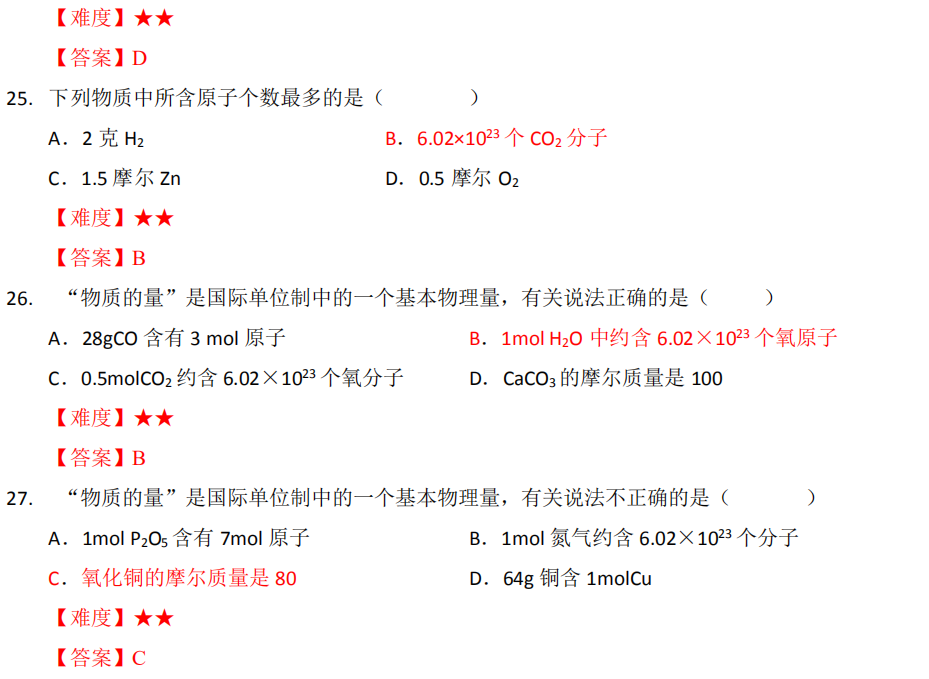 【难度】★★
【答案】D
25. 下列物质中所含原子个数最多的是（ ）
A．2 克 H₂ B．6.02×10²³ 个 CO₂ 分子
C．1.5 摩尔 Zn D．0.5 摩尔 O₂
【难度】★★
【答案】B
26. “物质的量”是国际单位制中的一个基本物理量，有关说法正确的是（ ）
A．28gCO 含有 3 mol 原子 B．1mol H₂O 中约含 6.02×10²³ 个氧原子
C．0.5molCO₂ 约含 6.02×10²³ 个氧分子 D．CaCO₃ 的摩尔质量是 100
【难度】★★
【答案】B
27. “物质的量”是国际单位制中的一个基本物理量，有关说法不正确的是（ ）
A．1mol P₂O₅ 含有 7mol 原子 B．1mol 氮气约含 6.02×10²³ 个分子
C．氧化铜的摩尔质量是 80 D．64g 铜含 1molCu
【难度】★★
【答案】C